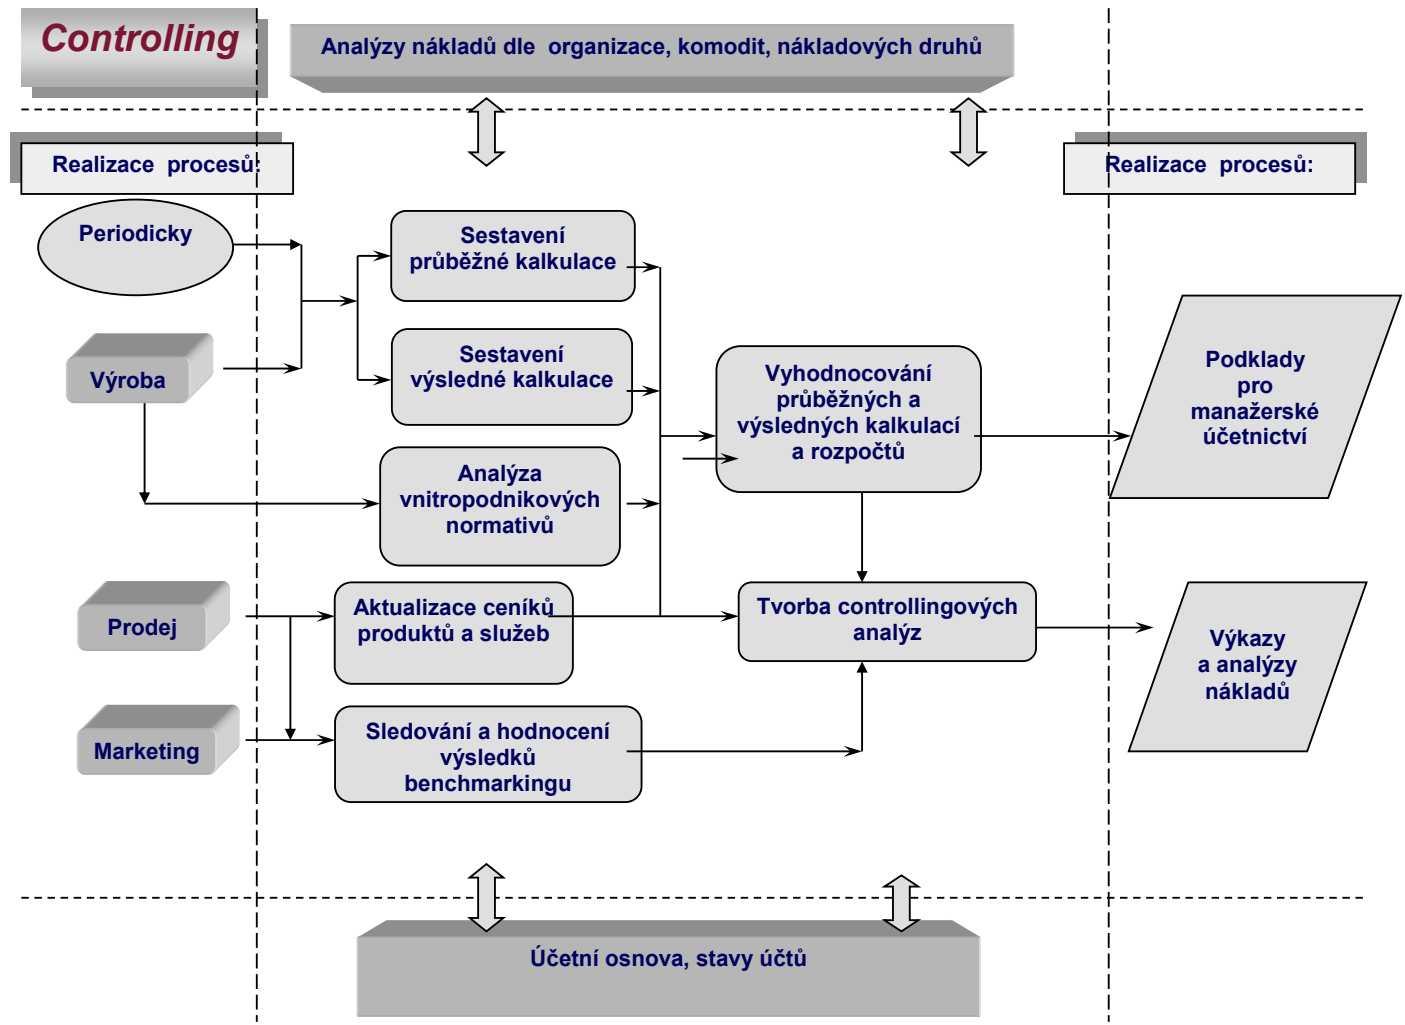 Controlling
Analýzy nákladů dle  organizace, komodit, nákladových druhů
Realizace  procesů:
Realizace  procesů:
Periodicky
Výroba
Prodej
Marketing
Sestavení
průběžné kalkulace
Sestavení
výsledné kalkulace
Analýza
vnitropodnikových
normativů
Aktualizace ceníků
produktů a služeb
Sledování a hodnocení
výsledků
benchmarkingu
Vyhodnocování
průběžných a
výsledných kalkulací
a rozpočtů
Tvorba controllingových
analýz
Podklady
pro
manažerské
účetnictví
Výkazy
a analýzy
nákladů
Účetní osnova, stavy účtů